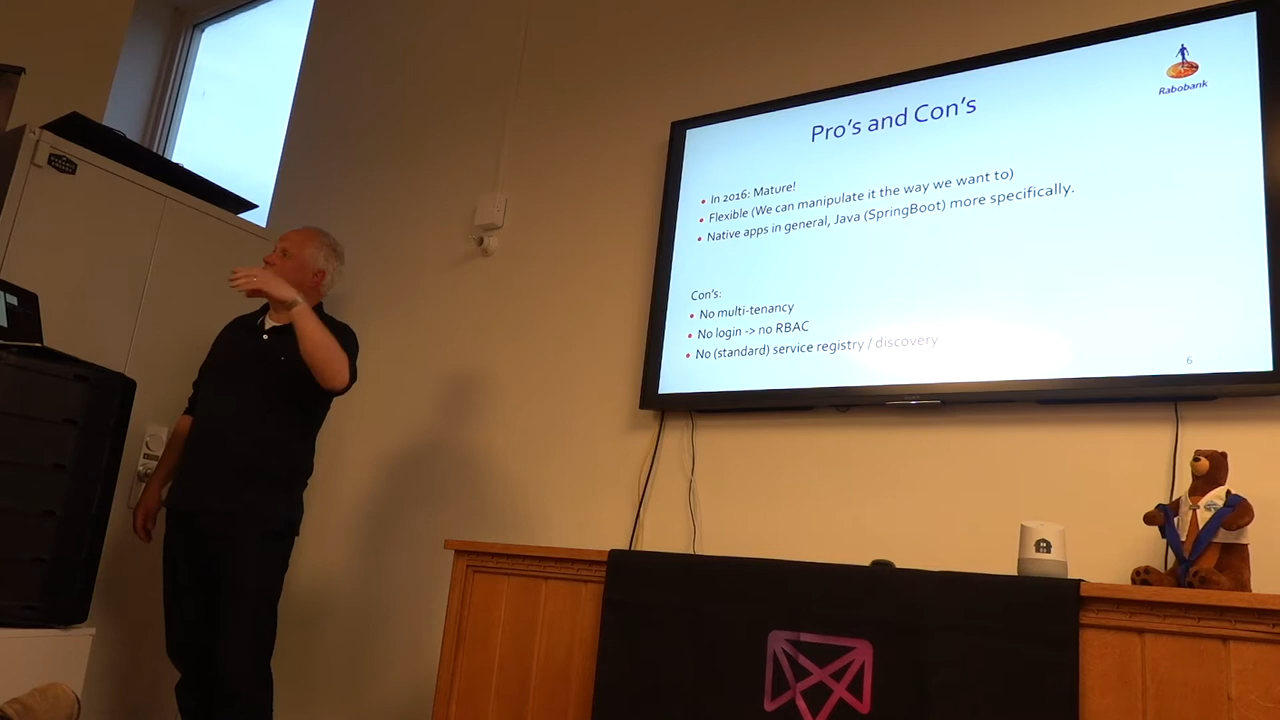 Rabobank
Pro's and Con's
In 2016: Mature!
Flexible (We can manipulate it the way we want to)
Native apps in general, Java (SpringBoot) more specifically.
Con's:
No multi-tenancy
No login -> no RBAC
No (standard) service registry / discovery
6